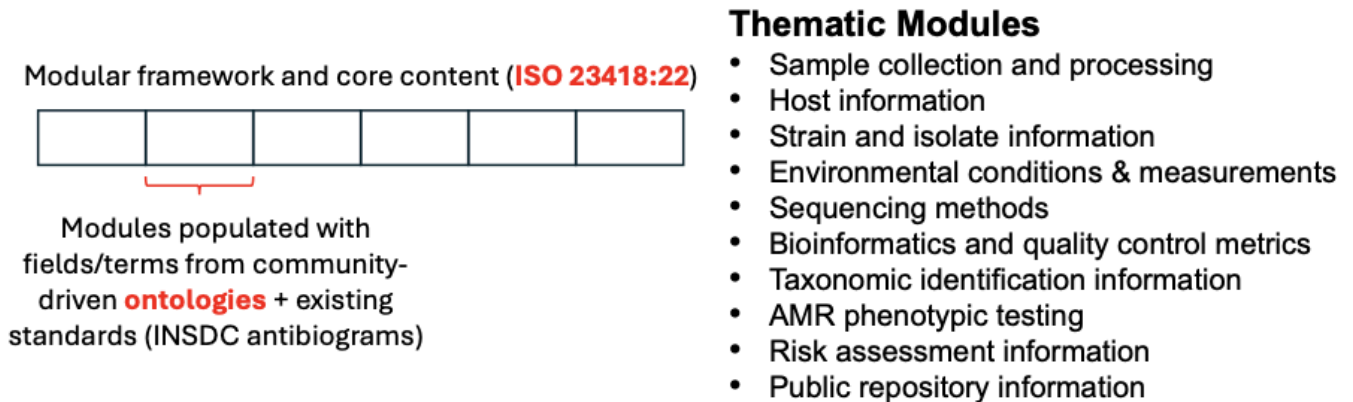 Modular framework and core content (ISO 23418:22)
Modules populated with
fields/terms from community-
driven ontologies + existing
standards (INSDC antibiograms)
Thematic Modules
• Sample collection and processing
• Host information
• Strain and isolate information
• Environmental conditions & measurements
• Sequencing methods
• Bioinformatics and quality control metrics
• Taxonomic identification information
• AMR phenotypic testing
• Risk assessment information
• Public repository information